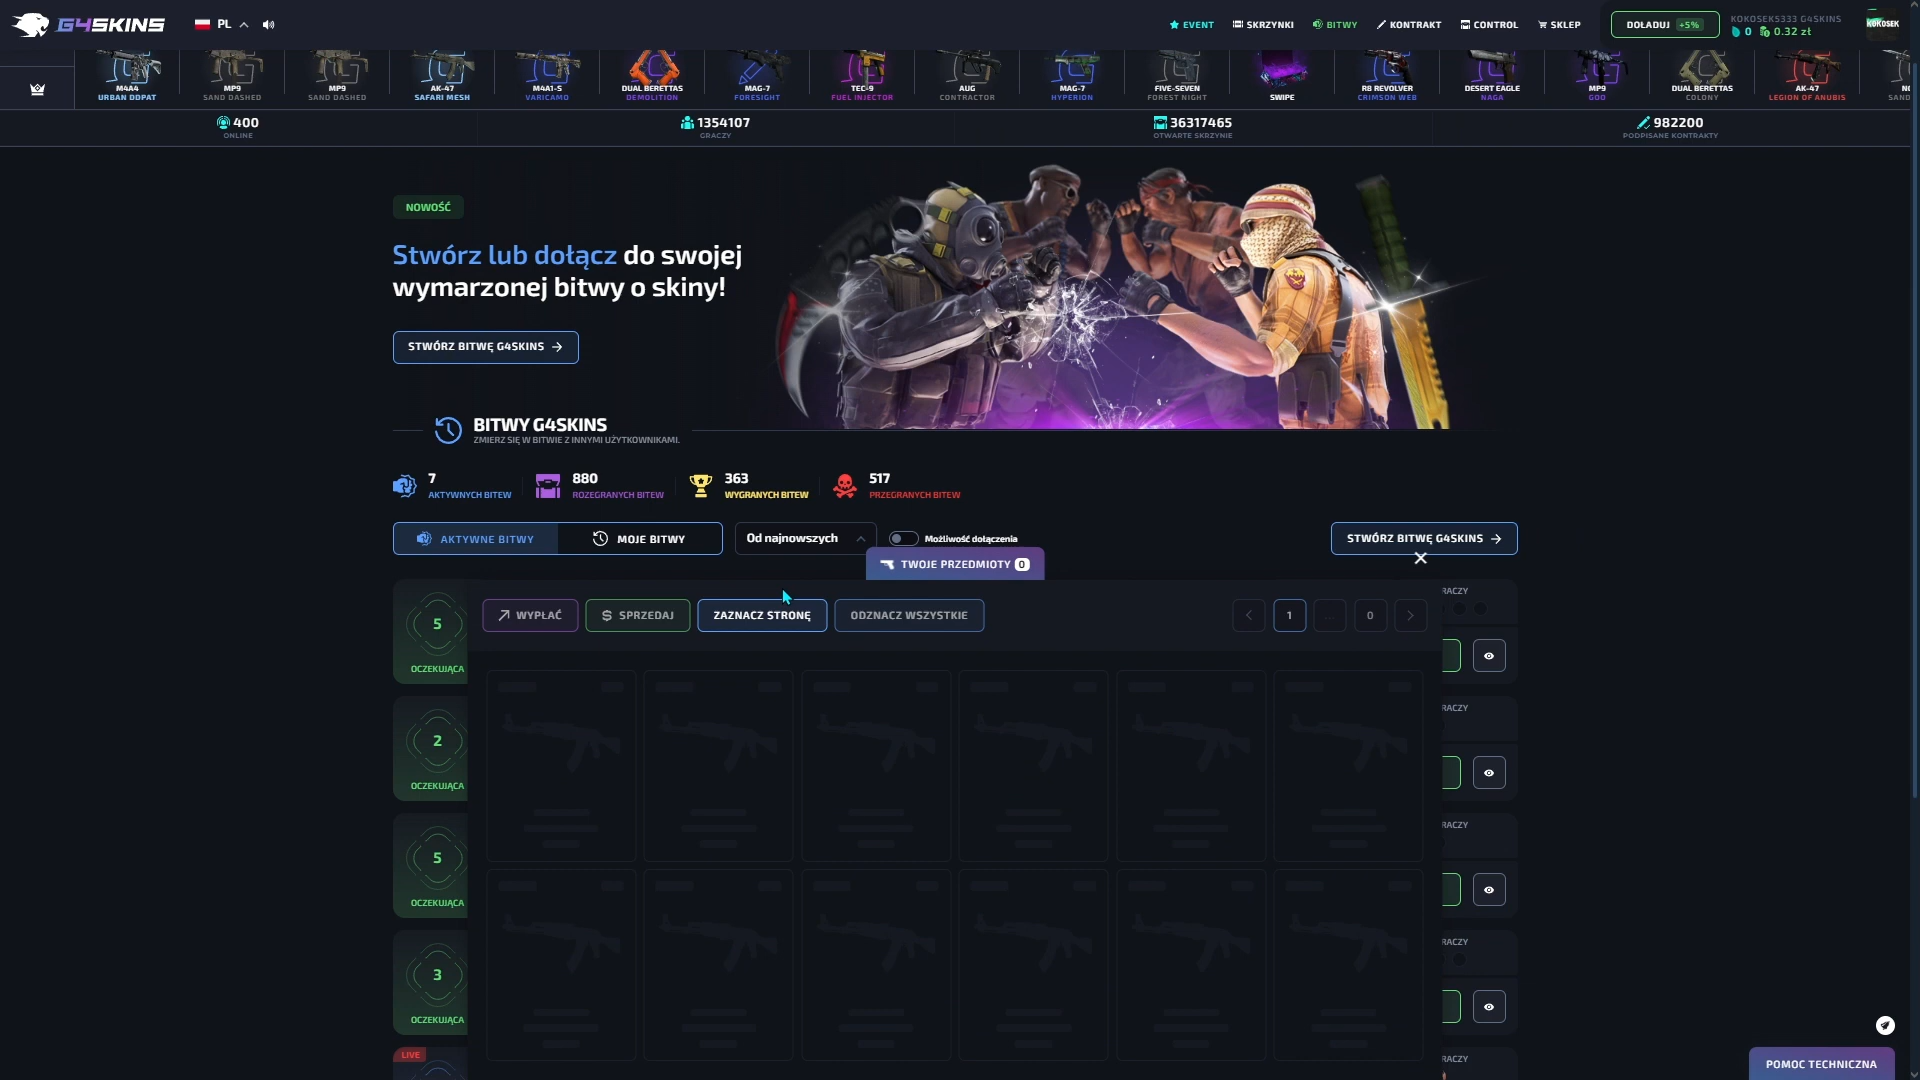 G4SKINS
PL
EVENT
SKRZYNKI
BITWY
KONTRAKT
CONTROL
SKLEP
DOŁADUJ +5%
KOKOSEK5333 G4SKINS
0 0.32 zł
KOKOSEK
M4A4
URBAN DDPAT
MP9
SAND DASHED
MP9
SAND DASHED
AK-47
SAFARI MESH
M4A1-S
VARICAMO
DUAL BERETTAS
DEMOLITION
MAG-7
FORESIGHT
TEC-9
FUEL INJECTOR
AUG
CONTRACTOR
MAG-7
HYPERION
FIVE-SEVEN
FOREST NIGHT
SWIPE
R8 REVOLVER
CRIMSON WEB
DESERT EAGLE
NAGA
MP9
GOO
DUAL BERETTAS
COLONY
AK-47
LEGION OF ANUBIS
400
ONLINE
1354107
GRACZY
36317465
OTWARTE SKRZYNIE
982200
PODPISANE KONTRAKTY
NOWOŚĆ
Stwórz lub dołącz do swojej
wymarzonej bitwy o skiny!
STWÓRZ BITWĘ G4SKINS
BITWY G4SKINS
ZMIERZ SIĘ W BITWIE Z INNYMI UŻYTKOWNIKAMI.
7
AKTYWNYCH BITEW
880
ROZEGRANYCH BITEW
363
WYGRANYCH BITEW
517
PRZEGRANYCH BITEW
AKTYWNE BITWY
MOJE BITWY
Od najnowszych
Możliwość dołączenia
STWÓRZ BITWĘ G4SKINS
TWOJE PRZEDMIOTY 0
WYPŁAĆ
SPRZEDAJ
ZAZNACZ STRONĘ
ODZNACZ WSZYSTKIE
1
...
0
5
OCZEKUJĄCA
RACZY
2
OCZEKUJĄCA
RACZY
5
OCZEKUJĄCA
RACZY
3
OCZEKUJĄCA
RACZY
LIVE
RACZY
POMOC TECHNICZNA